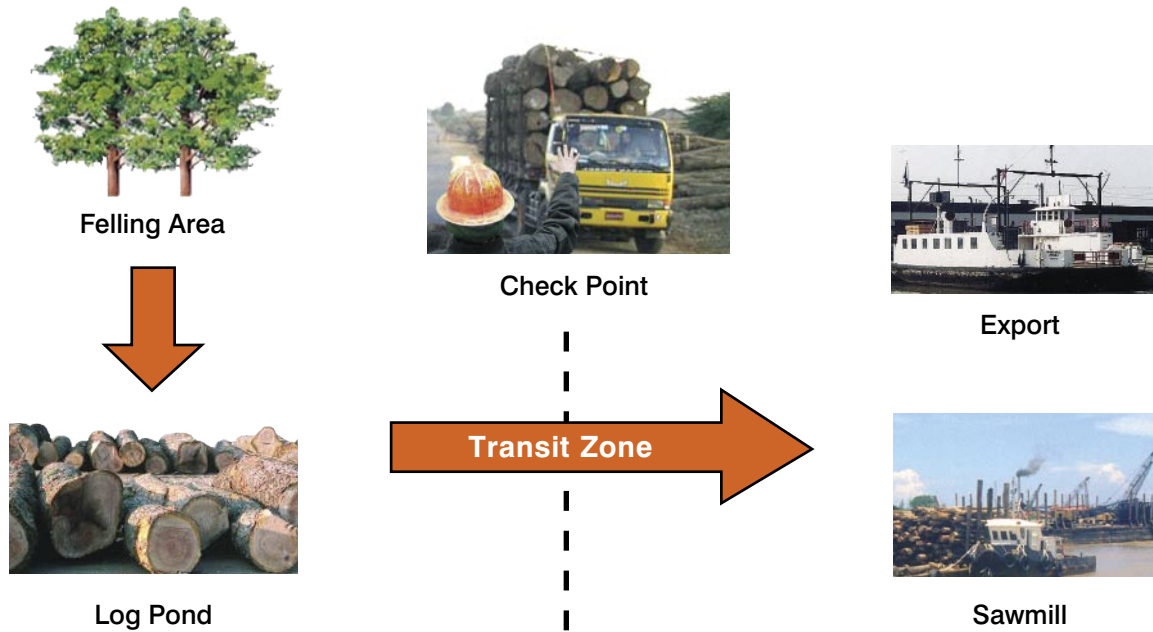 Felling Area
Check Point
Export
Transit Zone
Log Pond
Sawmill